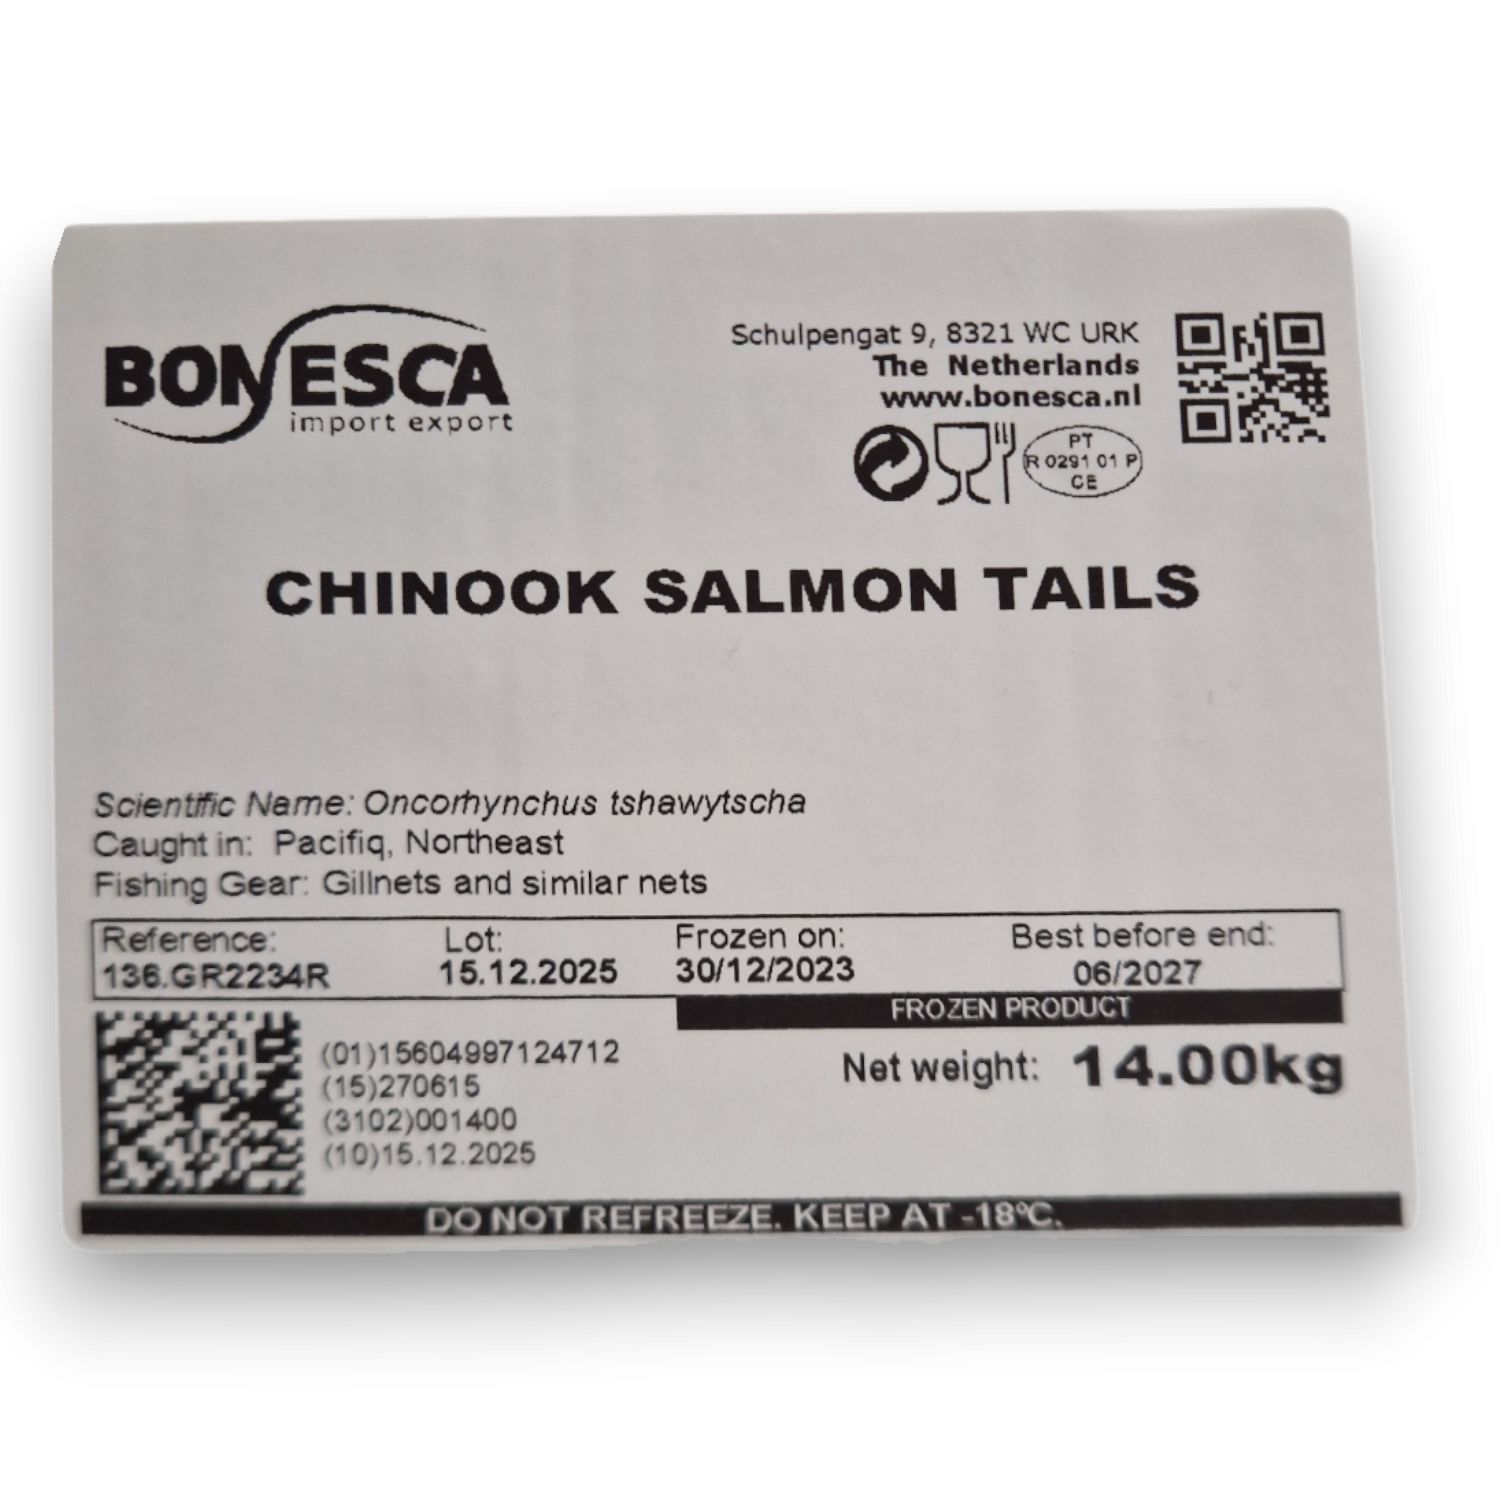 BONESCA
import export
Schulpengat 9, 8321 WC URK
The Netherlands
www.bonesca.nl
PT
R 0291 01 P
CE
CHINOOK SALMON TAILS
Scientific Name: Oncorhynchus tshawytscha
Caught in: Pacifiq, Northeast
Fishing Gear: Gillnets and similar nets
Reference: Lot: Frozen on: Best before end:
136.GR2234R 15.12.2025 30/12/2023 06/2027
FROZEN PRODUCT
(01)15604997124712
(15)270615
(3102)001400
(10)15.12.2025
Net weight: 14.00kg
DO NOT REFREEZE. KEEP AT -18ºC.